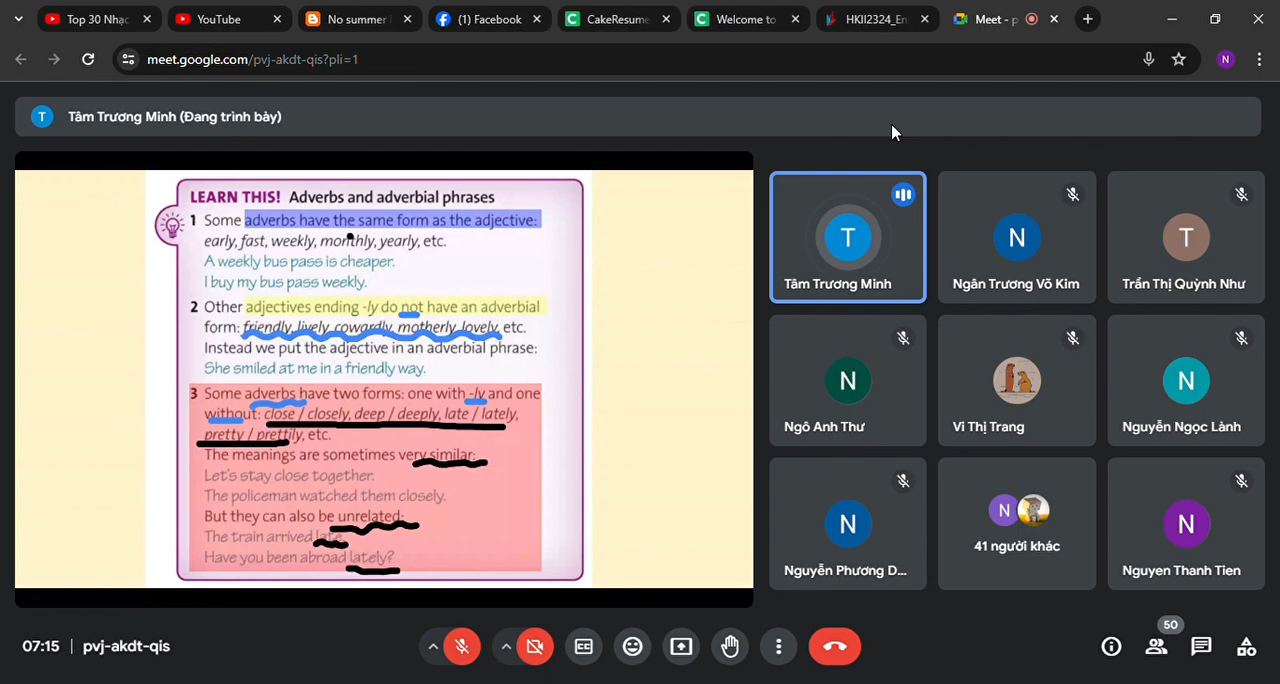 Top 30 Nhạc
YouTube
No summer
(1) Facebook
CakeResume
Welcome to
HKII2324_En
Meet - p
meet.google.com/pvj-akdt-qis?pli=1
N
T Tâm Trương Minh (Đang trình bày)
LEARN THIS! Adverbs and adverbial phrases
1 Some adverbs have the same form as the adjective:
early, fast, weekly, monthly, yearly, etc.
A weekly bus pass is cheaper.
I buy my bus pass weekly.
2 Other adjectives ending -ly do not have an adverbial
form: friendly, lively, cowardly, motherly, lovely, etc.
Instead we put the adjective in an adverbial phrase:
She smiled at me in a friendly way.
3 Some adverbs have two forms: one with -ly and one
without: close / closely, deep / deeply, late / lately,
pretty / prettily, etc.
The meanings are sometimes very similar:
Let's stay close together.
The policeman watched them closely.
But they can also be unrelated:
The train arrived late.
Have you been abroad lately?
T
Tâm Trương Minh
N
Ngân Trương Võ Kim
T
Trần Thị Quỳnh Như
N
Ngô Anh Thư
Vi Thị Trang
N
Nguyễn Ngọc Lành
N
Nguyễn Phương D...
N
41 người khác
N
Nguyen Thanh Tien
07:15 | pvj-akdt-qis
CC
50